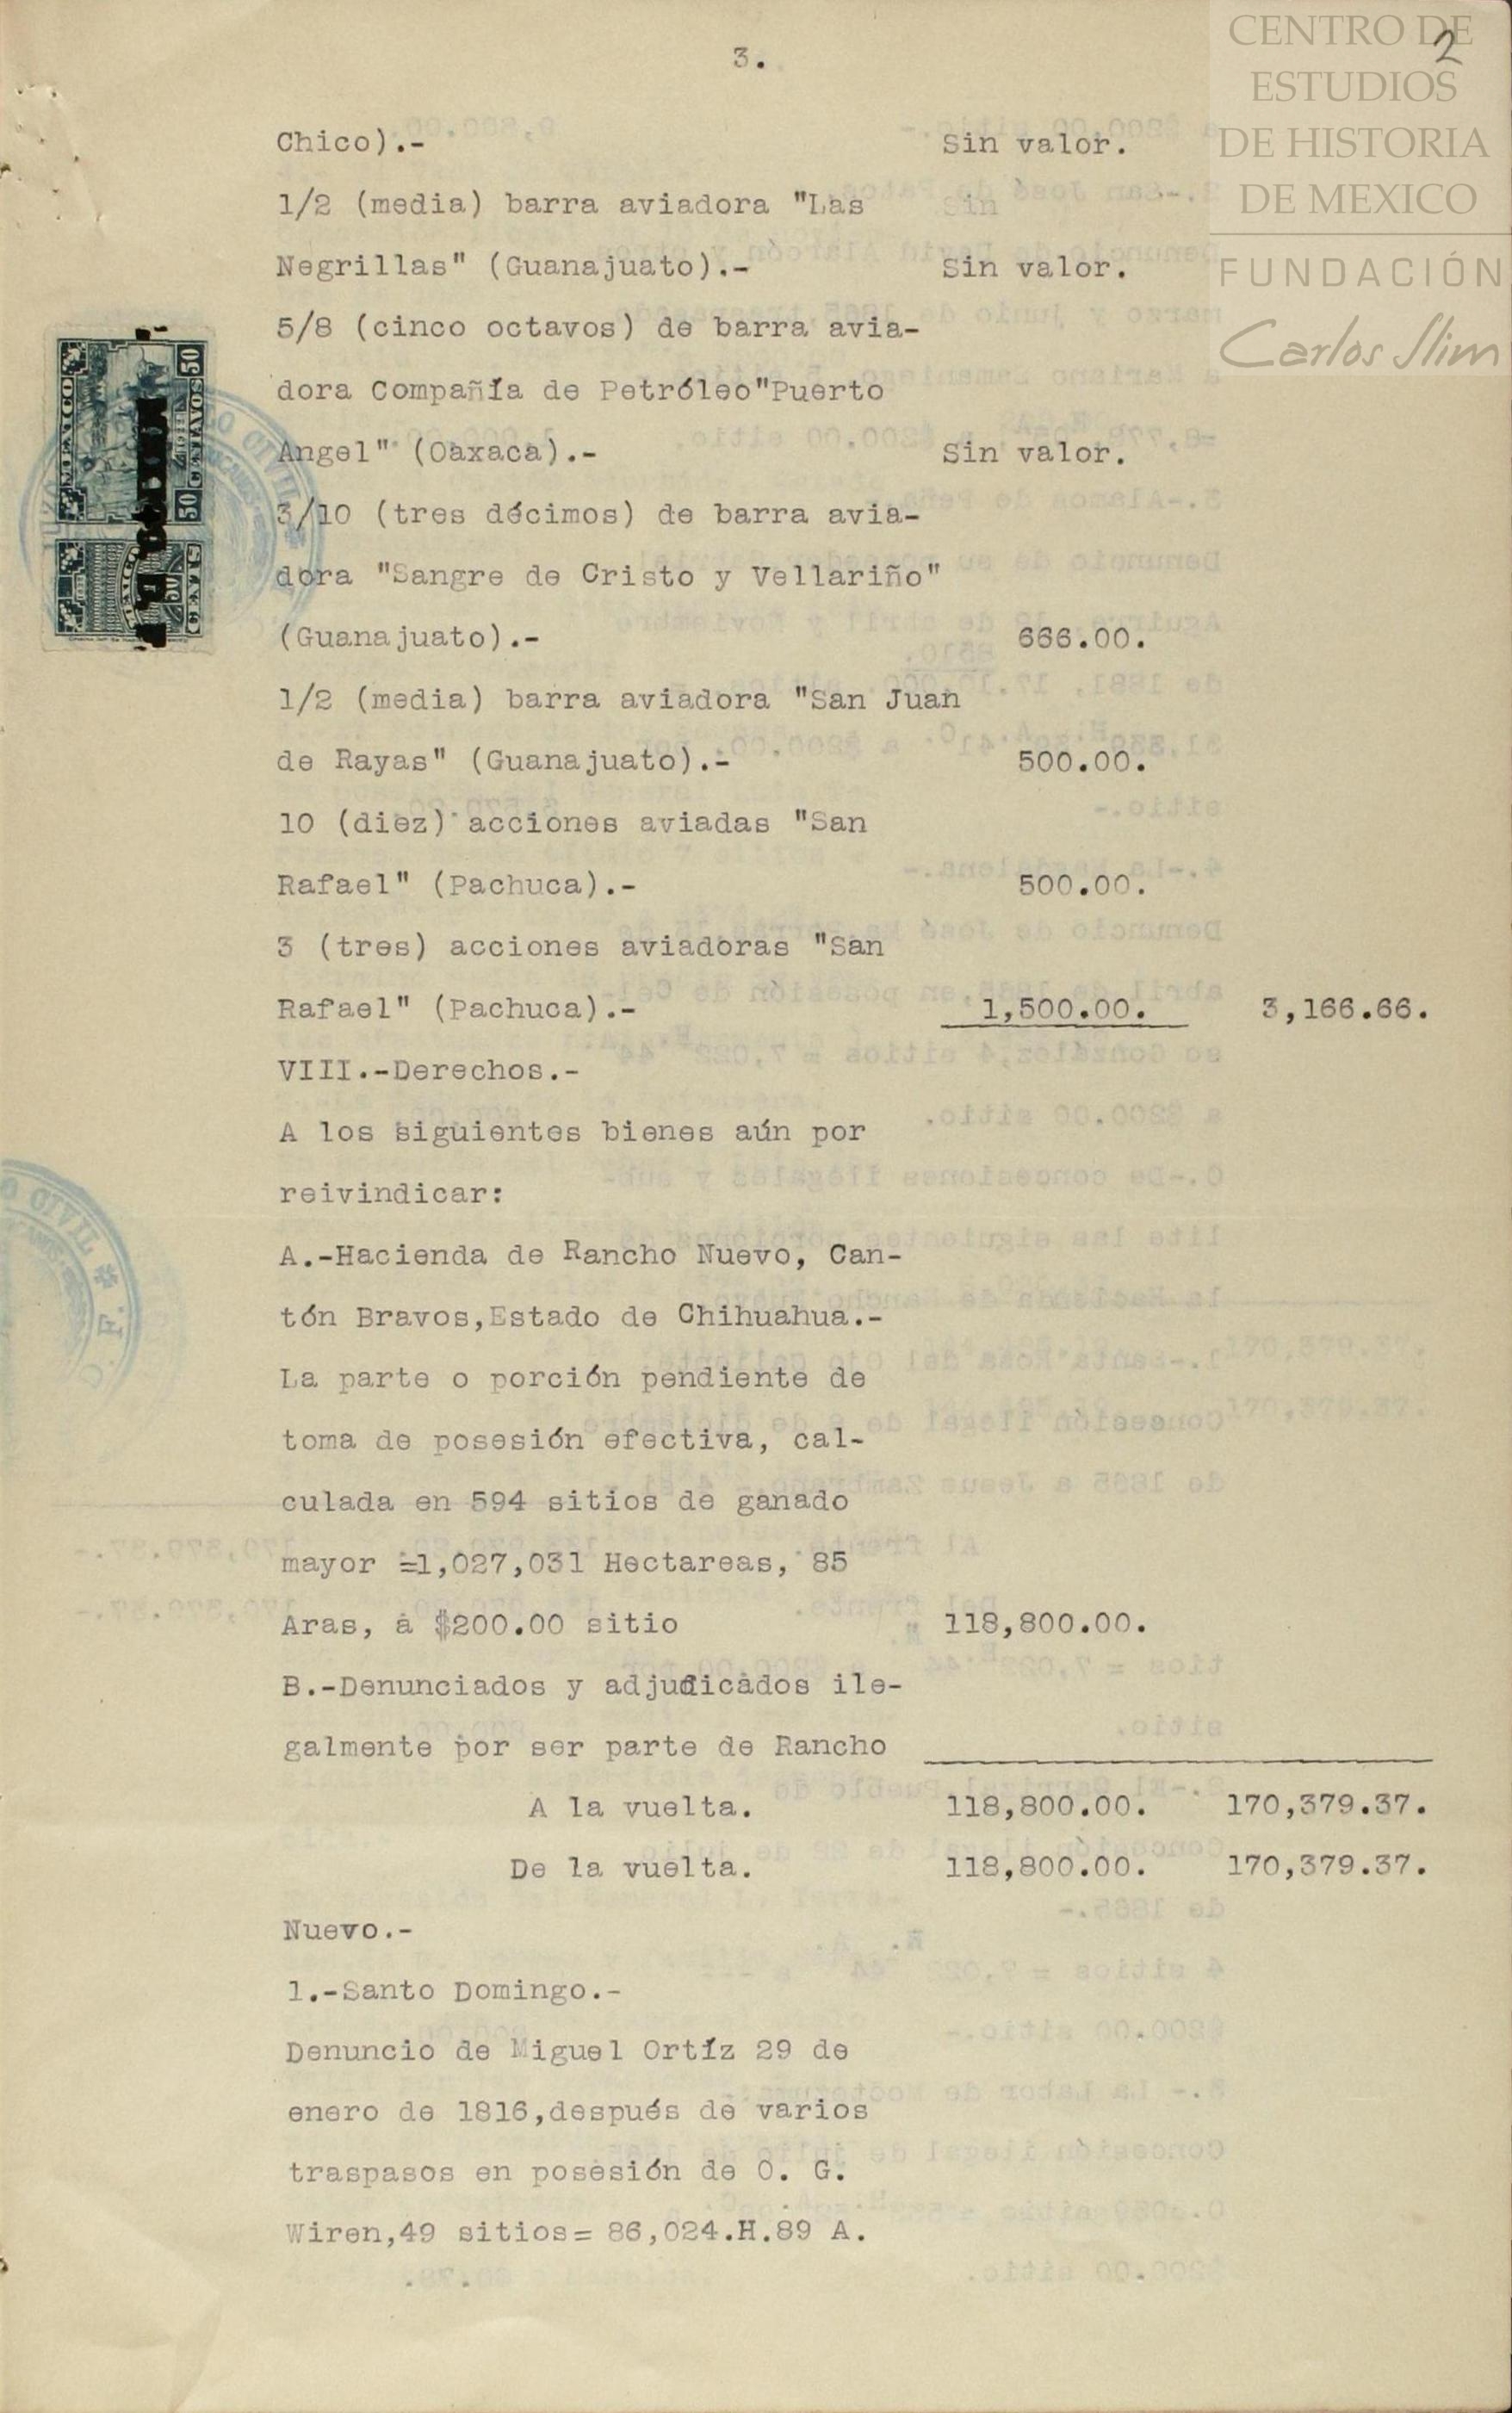 3.
2
CENTRO DE
ESTUDIOS
DE HISTORIA
DE MEXICO
FUNDACIÓN
Carlos Slim
Chico).- Sin valor.
1/2 (media) barra aviadora "Las Sin
Negrillas" (Guanajuato).- Sin valor.
5/8 (cinco octavos) de barra avia-
dora Compañía de Petróleo"Puerto
Angel" (Oaxaca).- Sin valor.
3/10 (tres décimos) de barra avia-
dora "Sangre de Cristo y Vellariño"
(Guanajuato).- 666.00.
1/2 (media) barra aviadora "San Juan
de Rayas" (Guanajuato).- 500.00.
10 (diez) acciones aviadas "San
Rafael" (Pachuca).- 500.00.
3 (tres) acciones aviadoras "San
Rafael" (Pachuca).- 1,500.00. 3,166.66.
VIII.-Derechos.-
A los siguientes bienes aún por
reivindicar:
A.-Hacienda de Rancho Nuevo, Can-
tón Bravos,Estado de Chihuahua.-
La parte o porción pendiente de
toma de posesión efectiva, cal-
culada en 594 sitios de ganado
mayor =1,027,031 Hectareas, 85
Aras, a $200.00 sitio " 118,800.00.
B.-Denunciados y adjudicados ile-
galmente por ser parte de Rancho
A la vuelta. 118,800.00. 170,379.37.
De la vuelta. 118,800.00. 170,379.37.
Nuevo.-
1.-Santo Domingo.-
Denuncio de Miguel Ortíz 29 de
enero de 1816,después de varios
traspasos en posesión de O. G.
Wiren,49 sitios= 86,024.H.89 A.
MEXICO
50 CENTAVOS 50
MEXICO
50
CENTS
O CIVIL * D.F.